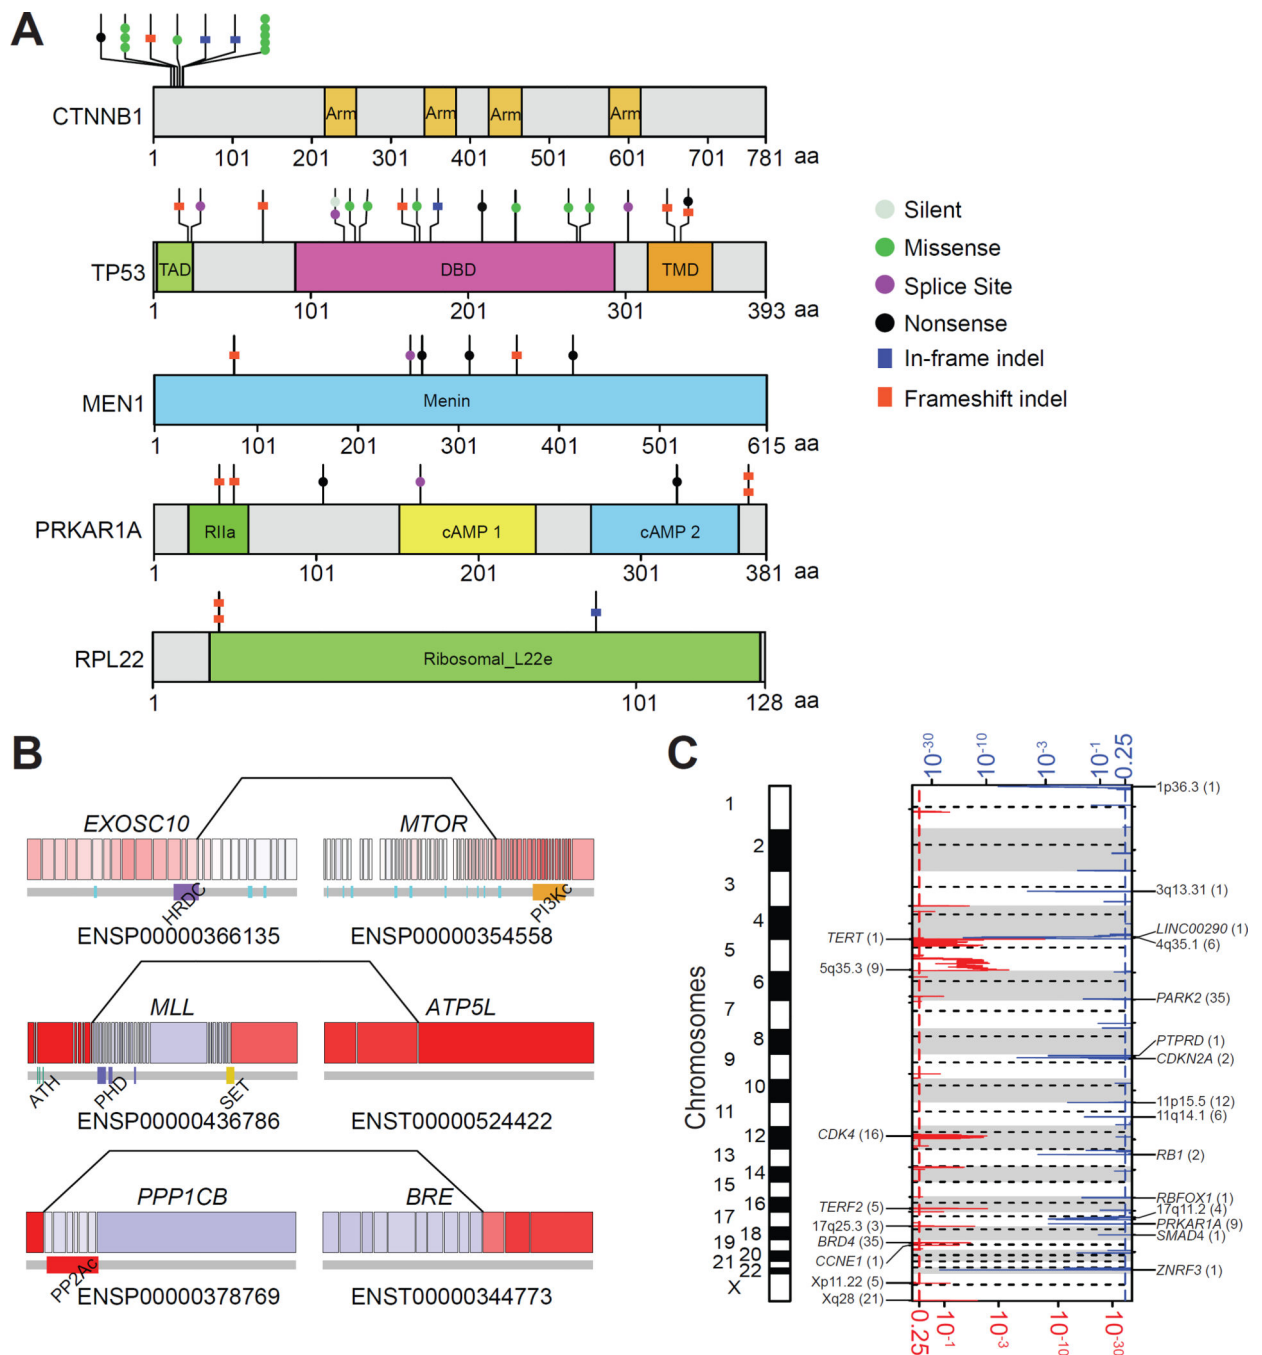 A
CTNNB1
Arm Arm Arm Arm
1 101 201 301 401 501 601 701 781 aa
TP53
TAD DBD TMD
1 101 201 301 393 aa
MEN1
Menin
1 101 201 301 401 501 615 aa
PRKAR1A
RIIa cAMP 1 cAMP 2
1 101 201 301 381 aa
RPL22
Ribosomal_L22e
1 101 128 aa
Silent
Missense
Splice Site
Nonsense
In-frame indel
Frameshift indel
B
EXOSC10 MTOR
HRDC PI3Kc
ENSP00000366135 ENSP00000354558
MLL ATP5L
ATH PHD SET
ENSP00000436786 ENST00000524422
PPP1CB BRE
PP2Ac
ENSP00000378769 ENST00000344773
C
Chromosomes
1
2
3
4
5
6
7
8
9
10
11
12
13
14
15
16
17
18
19
20
21
22
X
10-30 10-10 10-3 10-1 0.25
TERT (1)
5q35.3 (9)
CDK4 (16)
TERF2 (5)
17q25.3 (3)
BRD4 (35)
CCNE1 (1)
Xp11.22 (5)
Xq28 (21)
1p36.3 (1)
3q13.31 (1)
LINC00290 (1)
4q35.1 (6)
PARK2 (35)
PTPRD (1)
CDKN2A (2)
11p15.5 (12)
11q14.1 (6)
RB1 (2)
RBFOX1 (1)
17q11.2 (4)
PRKAR1A (9)
SMAD4 (1)
ZNRF3 (1)
0.25 10-1 10-3 10-10 10-30